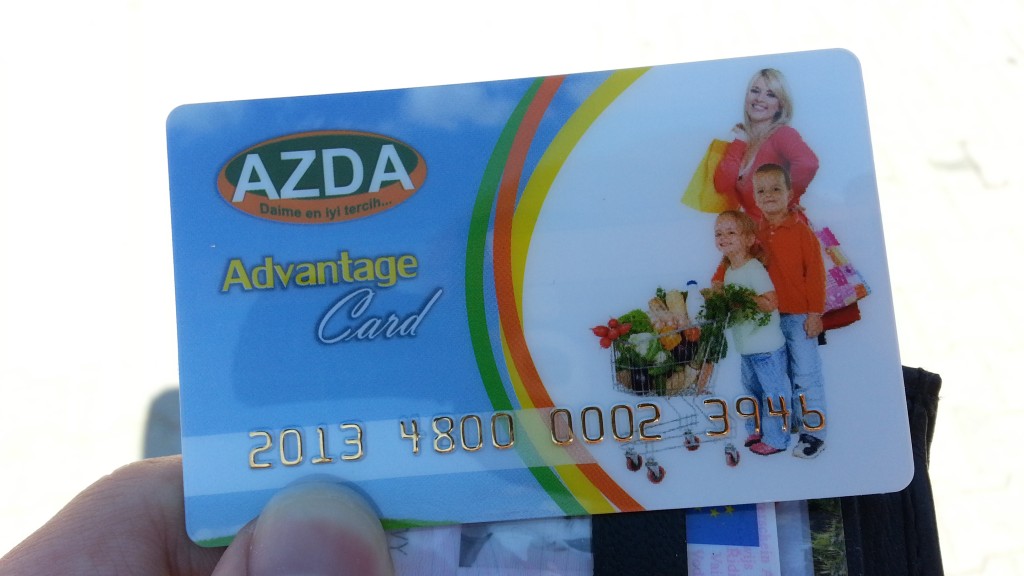 AZDA
Daime en iyi tercih...
Advantage
Card
2013 4800 0002 3946